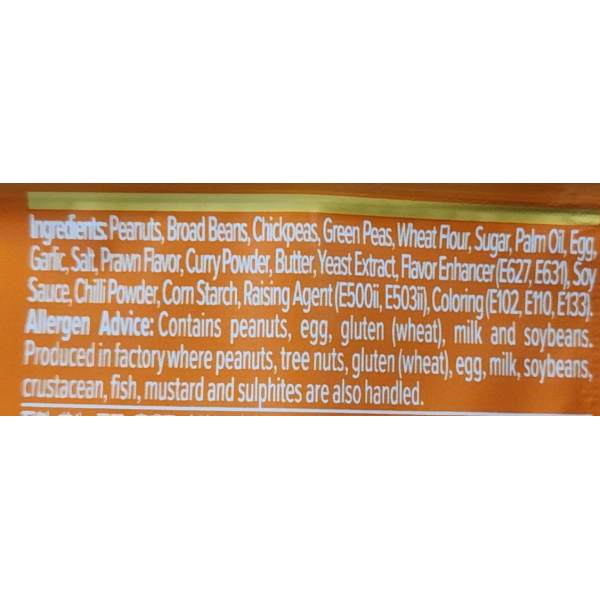 Ingredients: Peanuts, Broad Beans, Chickpeas, Green Peas, Wheat Flour, Sugar, Palm Oil, Egg,
Garlic, Salt, Prawn Flavor, Curry Powder, Butter, Yeast Extract, Flavor Enhancer (E627, E631), Soy
Sauce, Chilli Powder, Corn Starch, Raising Agent (E500ii, E503ii), Coloring (E102, E110, E133).
Allergen Advice: Contains peanuts, egg, gluten (wheat), milk and soybeans.
Produced in factory where peanuts, tree nuts, gluten (wheat), egg, milk, soybeans,
crustacean, fish, mustard and sulphites are also handled.